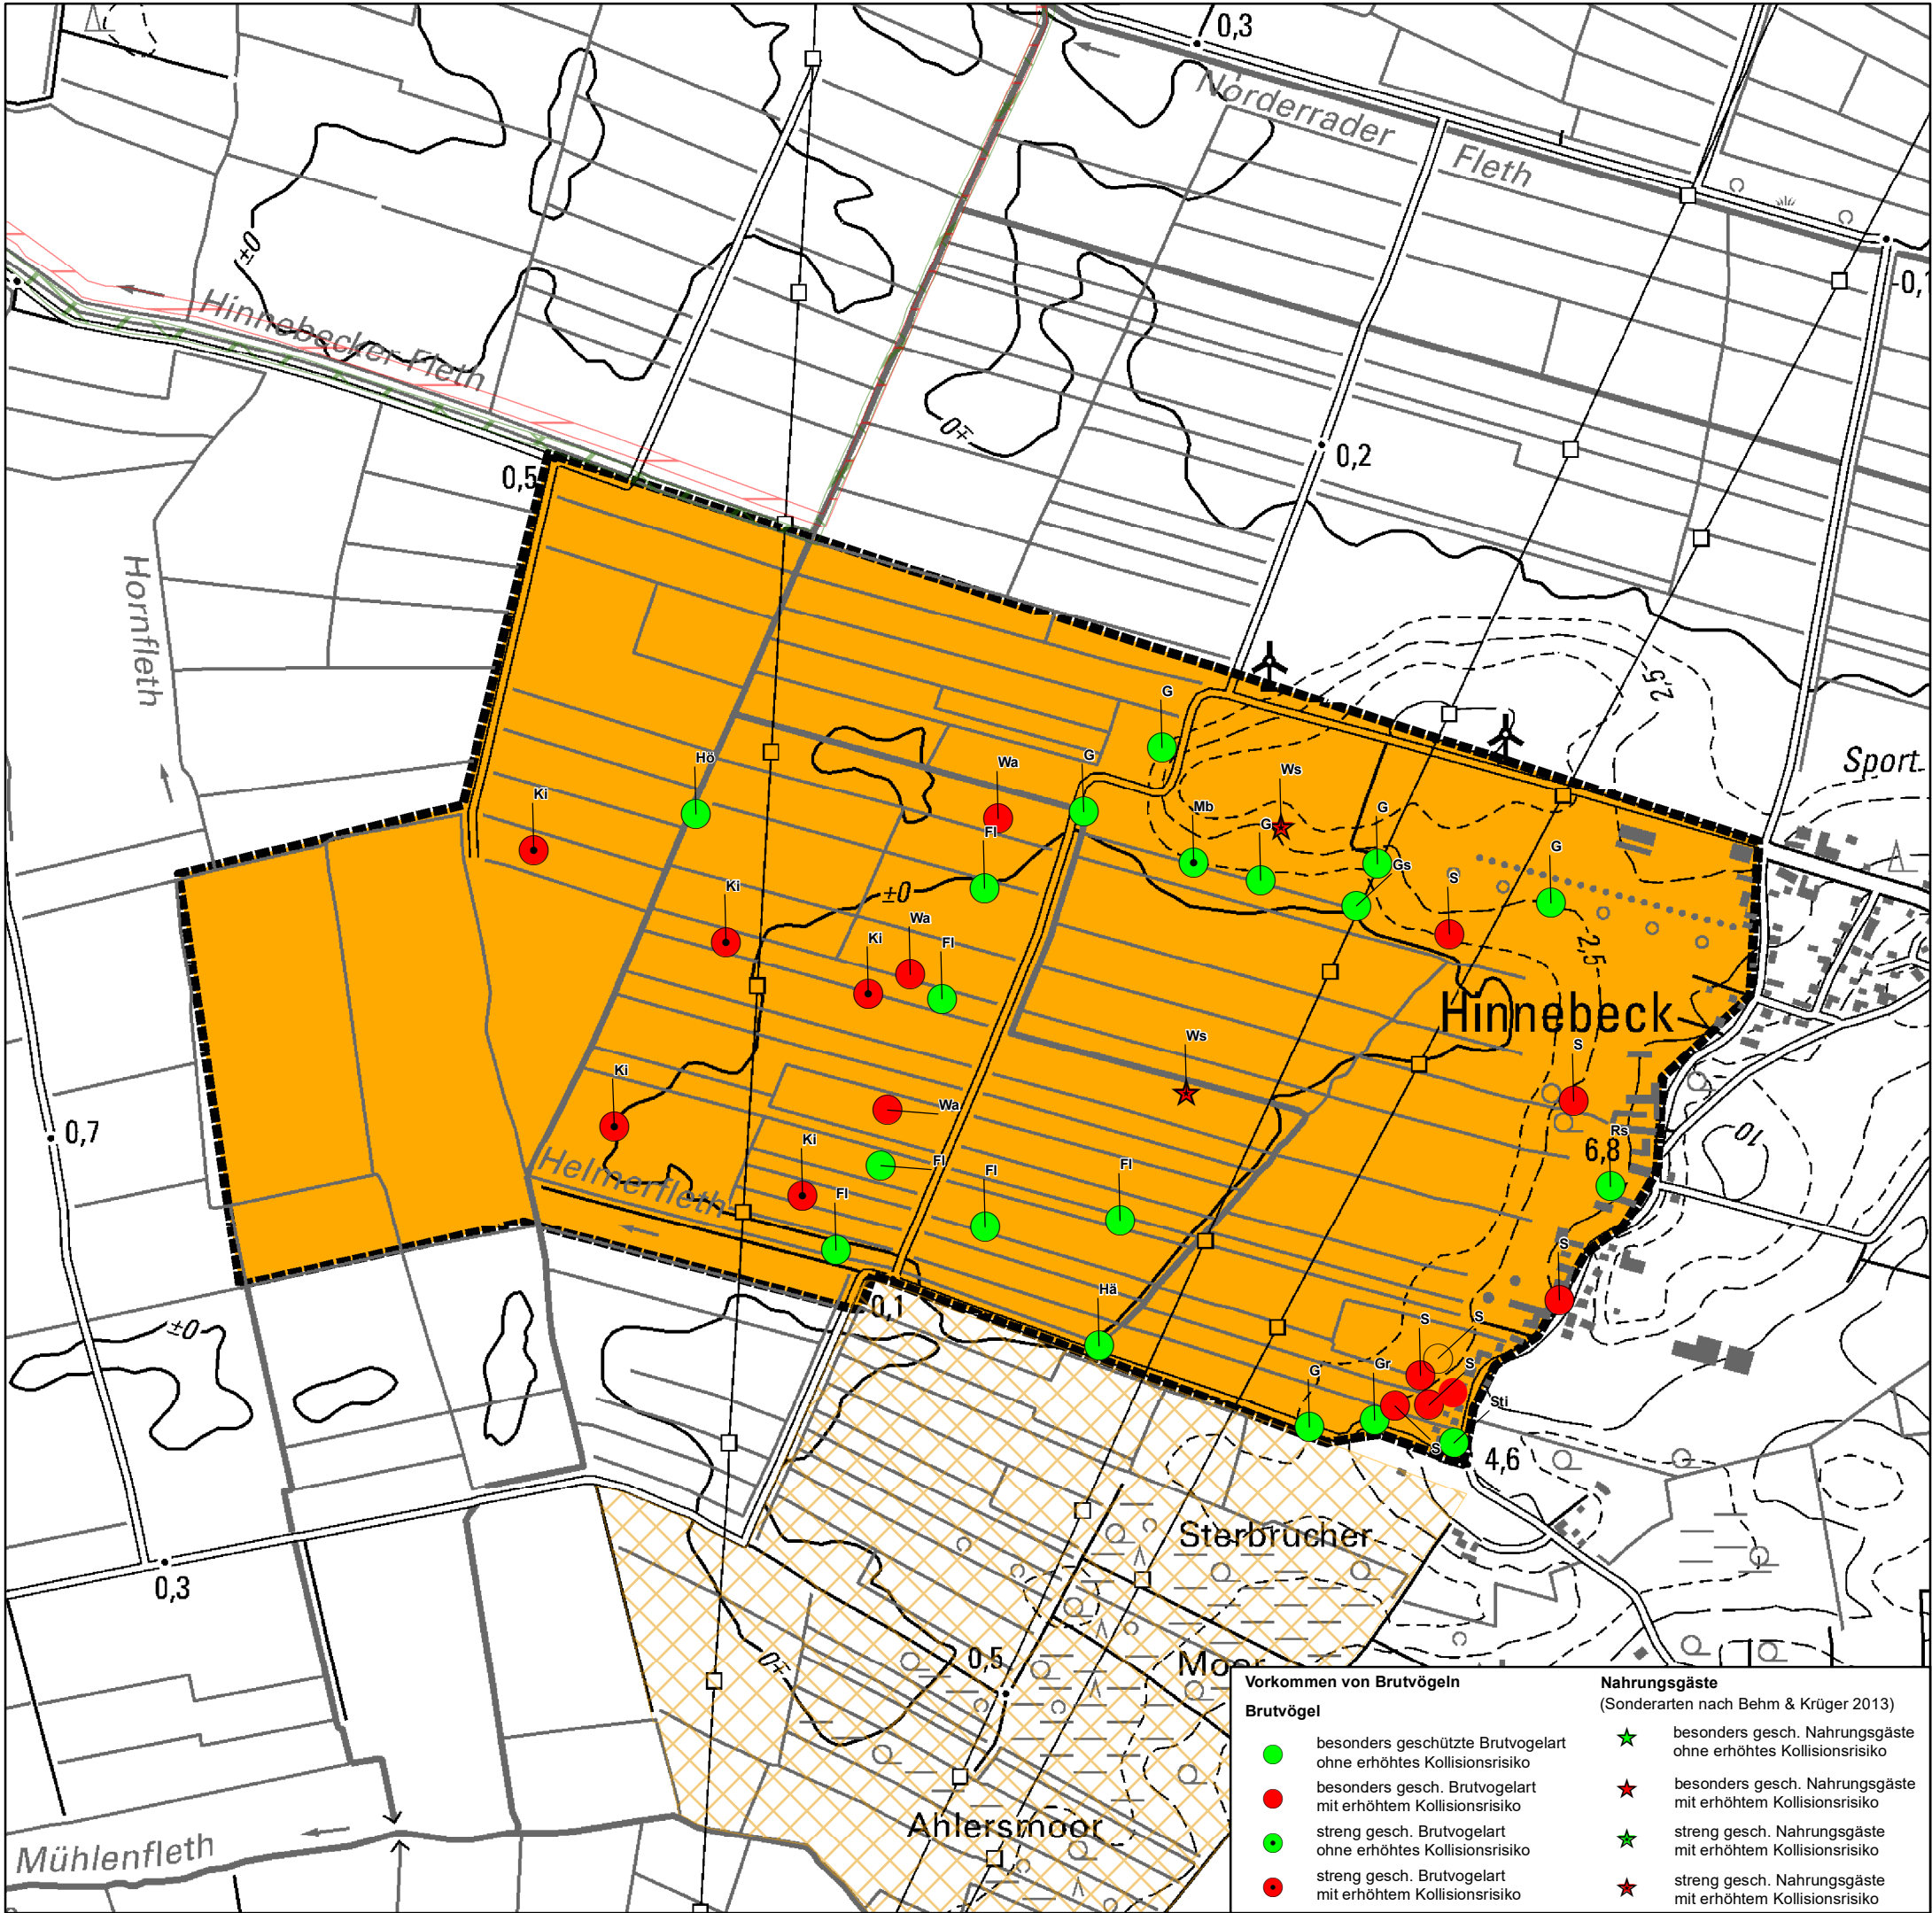 0,3
Norderrader
Fleth
±0
-0,1
Hinnebecker Fleth
±0
0,2
0,5
Hornfleth
2,5
Sport-
G
Hö
Wa
G
Ws
Ki
Mb
G
G
Fl
Gs
G
S
Ki
±0
Wa
Ki
Fl
2,5
Hinnebeck
Ws
S
Ki
Wa
Rs
10
0,7
6,8
Ki
Fl
Fl
Fl
Helmerfleth
Fl
S
Hä
0,1
S
S
±0
G
Gr
S
Sti
S
4,6
Sterbrücher
0,3
0,5
±0
Moor
Ahlersmoor
Mühlenfleth
Vorkommen von Brutvögeln
Brutvögel
besonders geschützte Brutvogelart
ohne erhöhtes Kollisionsrisiko
besonders gesch. Brutvogelart
mit erhöhtem Kollisionsrisiko
streng gesch. Brutvogelart
ohne erhöhtes Kollisionsrisiko
streng gesch. Brutvogelart
mit erhöhtem Kollisionsrisiko
Nahrungsgäste
(Sonderarten nach Behm & Krüger 2013)
besonders gesch. Nahrungsgäste
ohne erhöhtes Kollisionsrisiko
besonders gesch. Nahrungsgäste
mit erhöhtem Kollisionsrisiko
streng gesch. Nahrungsgäste
mit erhöhtem Kollisionsrisiko
streng gesch. Nahrungsgäste
mit erhöhtem Kollisionsrisiko